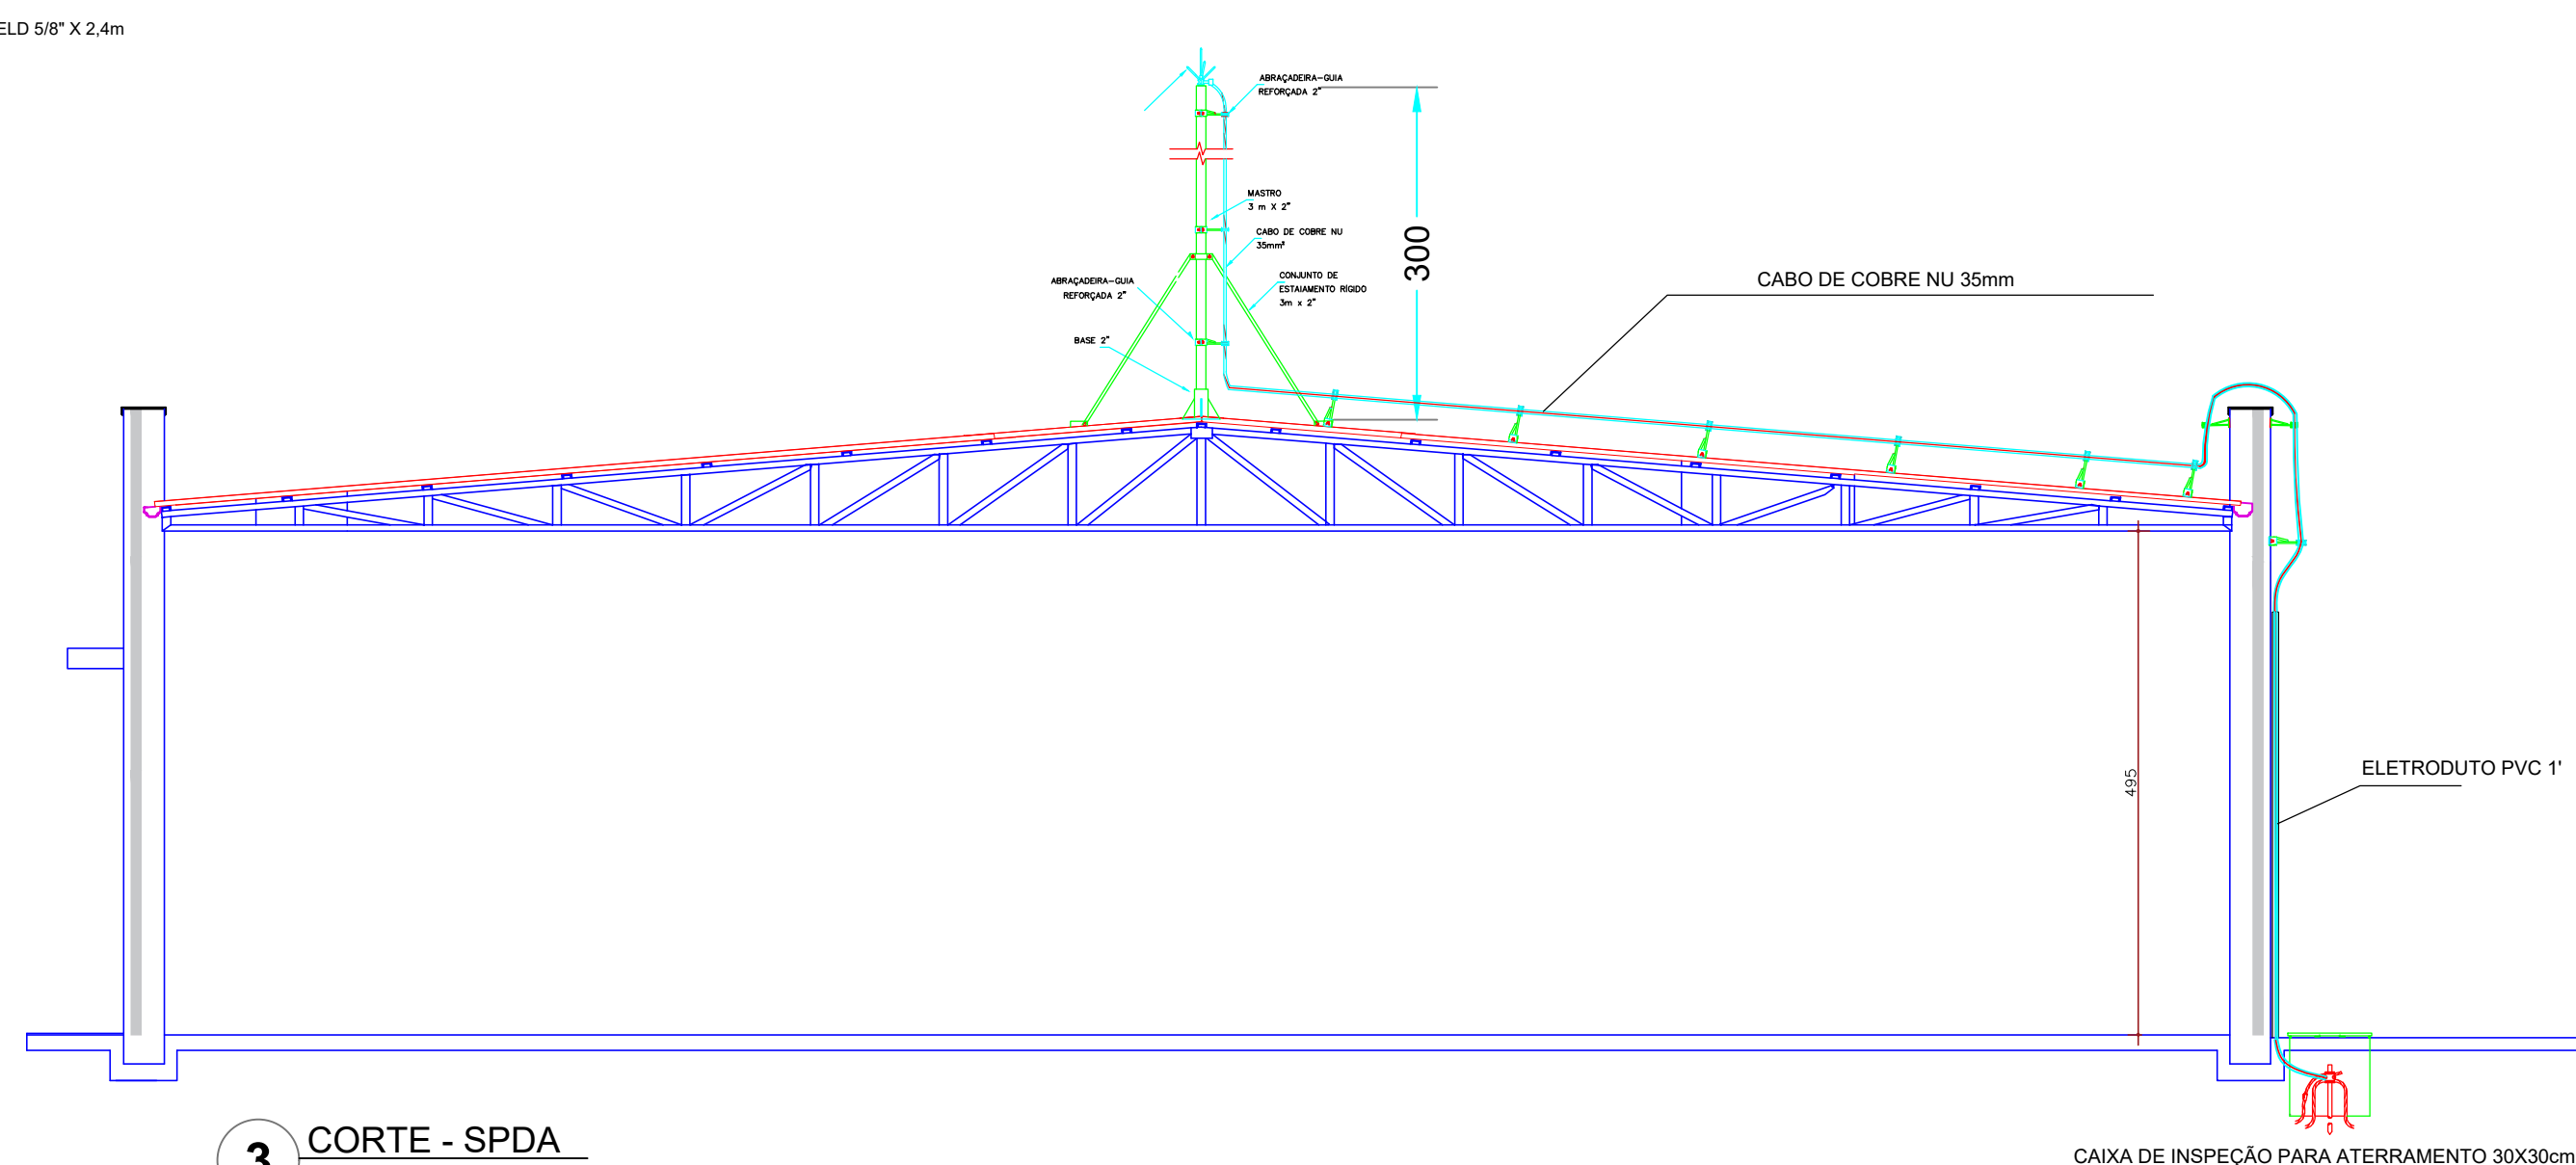 ELD 5/8" X 2,4m
ABRAÇADEIRA-GUIA
REFORÇADA 2"
MASTRO
3 m X 2"
CABO DE COBRE NU
35mm²
CONJUNTO DE
ESTAIAMENTO RÍGIDO
3m x 2"
ABRAÇADEIRA-GUIA
REFORÇADA 2"
BASE 2"
300
CABO DE COBRE NU 35mm
495
ELETRODUTO PVC 1'
3
CORTE - SPDA
CAIXA DE INSPEÇÃO PARA ATERRAMENTO 30X30cm